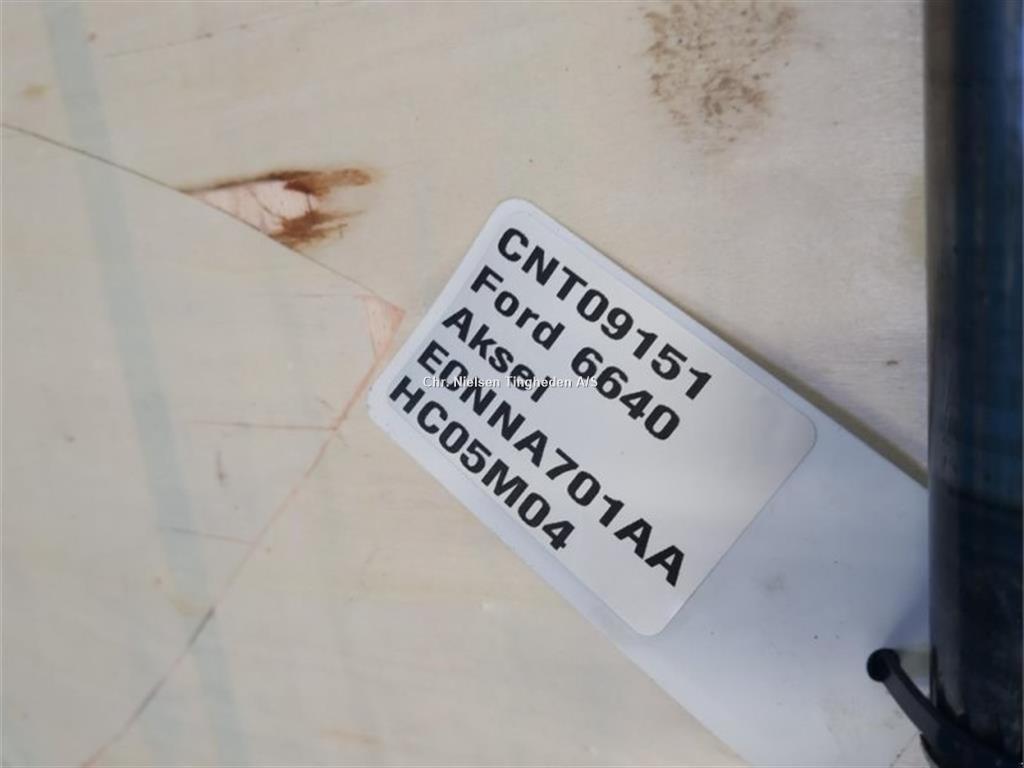 CNT09151
Ford 6640
Aksel
E0NNA701AA
HC05M04
Chr. Nielsen Tingheden A/S